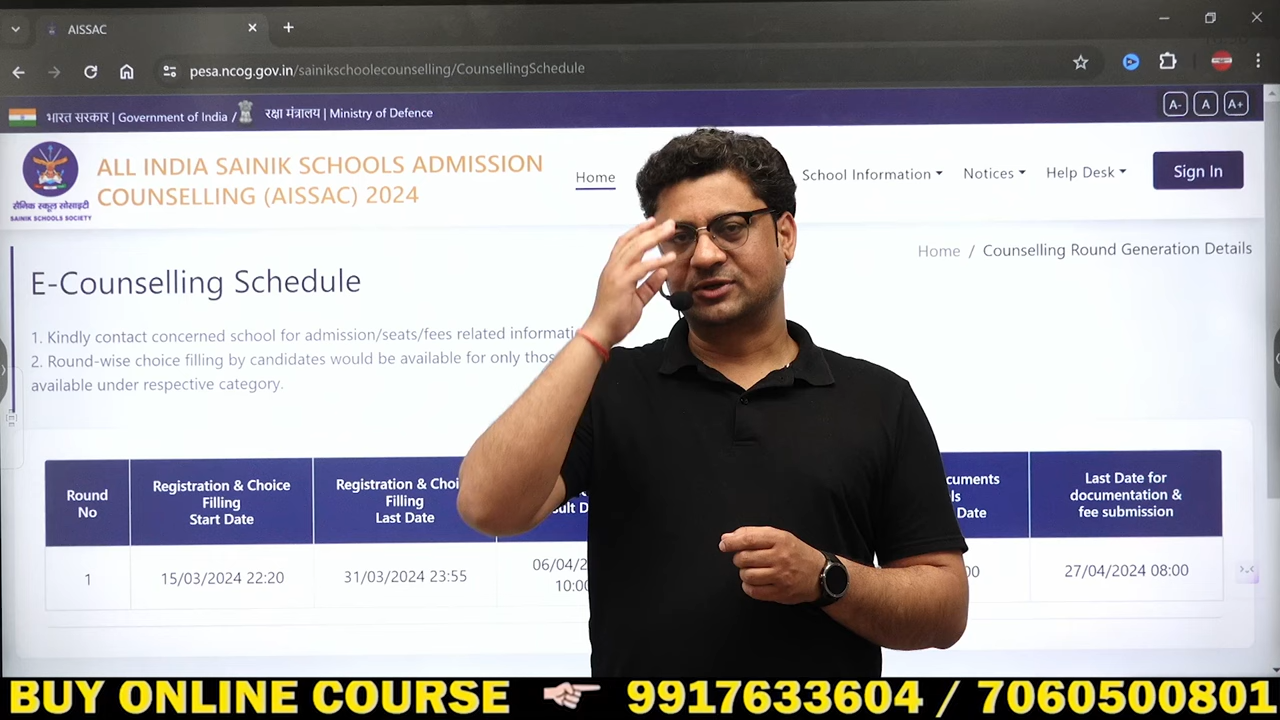 AISSAC
pesa.ncog.gov.in/sainikschoolecounselling/CounsellingSchedule
भारत सरकार | Government of India / रक्षा मंत्रालय | Ministry of Defence
A- A A+
ALL INDIA SAINIK SCHOOLS ADMISSION
COUNSELLING (AISSAC) 2024
सैनिक स्कूल सोसाइटी
SAINIK SCHOOLS SOCIETY
Home School Information Notices Help Desk Sign In
Home / Counselling Round Generation Details
E-Counselling Schedule
1. Kindly contact concerned school for admission/seats/fees related
2. Round-wise choice filling by candidates would be available for only
available under respective category.
Round
No
Registration & Choice
Filling
Start Date
Registration &
Filling
Last Date
Date
Last Date for
documentation &
fee submission
1
15/03/2024 22:20
31/03/2024 23:55
27/04/2024 08:00
BUY ONLINE COURSE 9917633604 / 7060500801